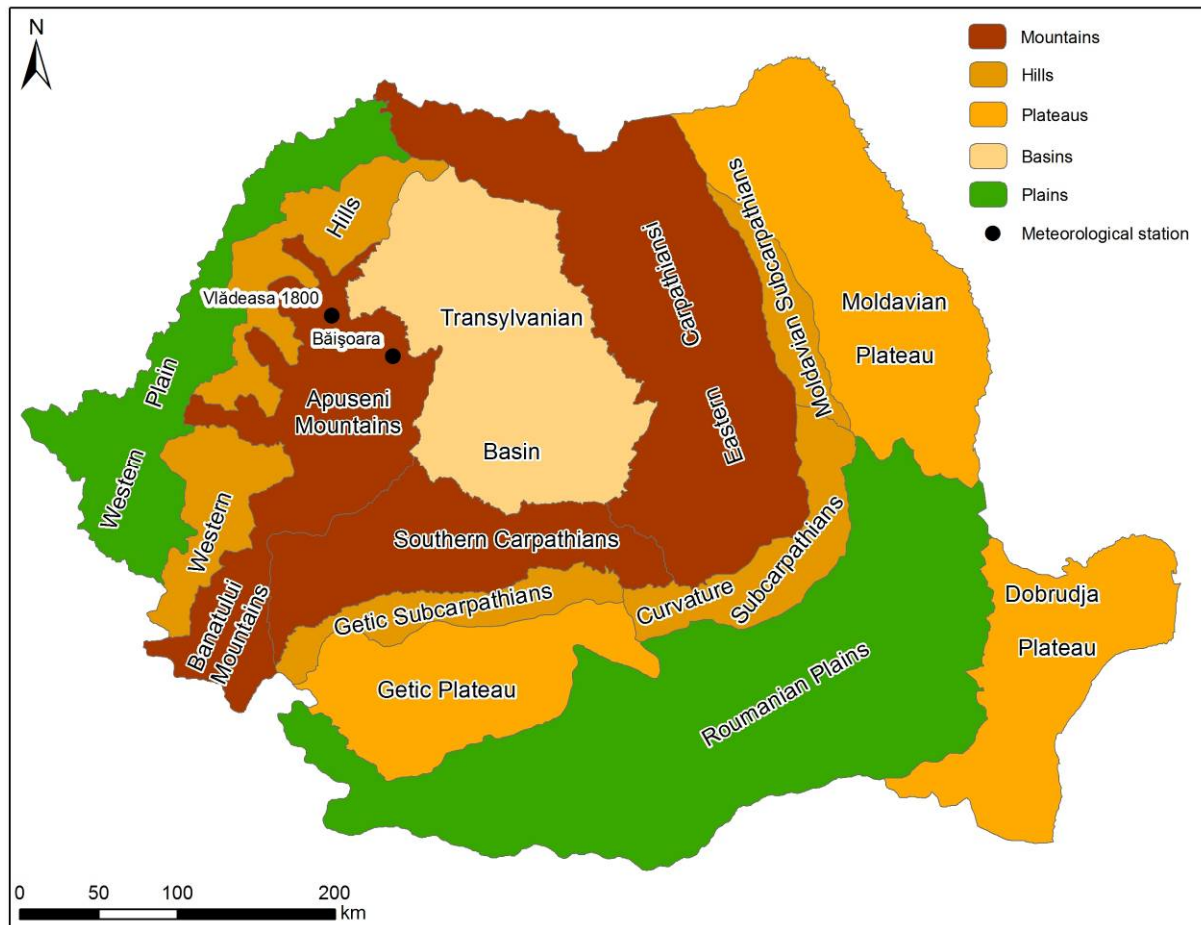 N
Mountains
Hills
Plateaus
Basins
Plains
Meteorological station
Hills
Vlădeasa 1800
Băişoara
Transylvanian
Basin
Apuseni
Mountains
Carpathiansi
Eastern
Moldavian Subcarpathians
Moldavian
Plateau
Plain
Western
Western
Southern Carpathians
Banatului
Mountains
Getic Subcarpathians
Curvature
Subcarpathians
Dobrudja
Plateau
Getic Plateau
Roumanian Plains
0 50 100 200
km